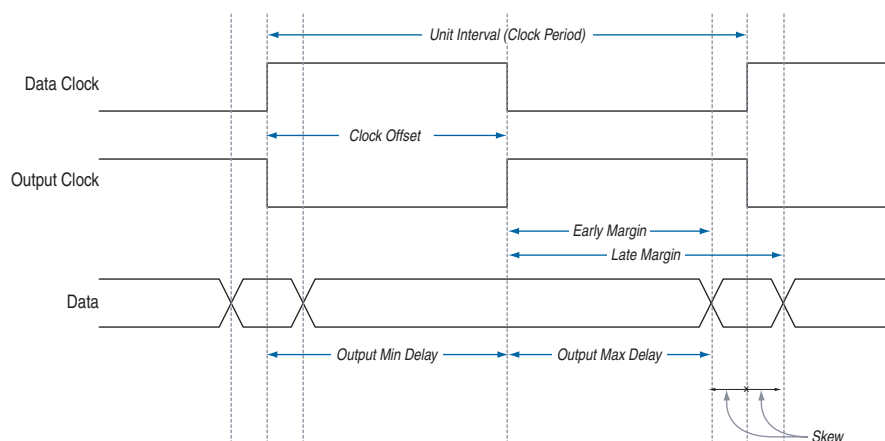 Unit Interval (Clock Period)
Data Clock
Clock Offset
Output Clock
Early Margin
Late Margin
Data
Output Min Delay
Output Max Delay
Skew